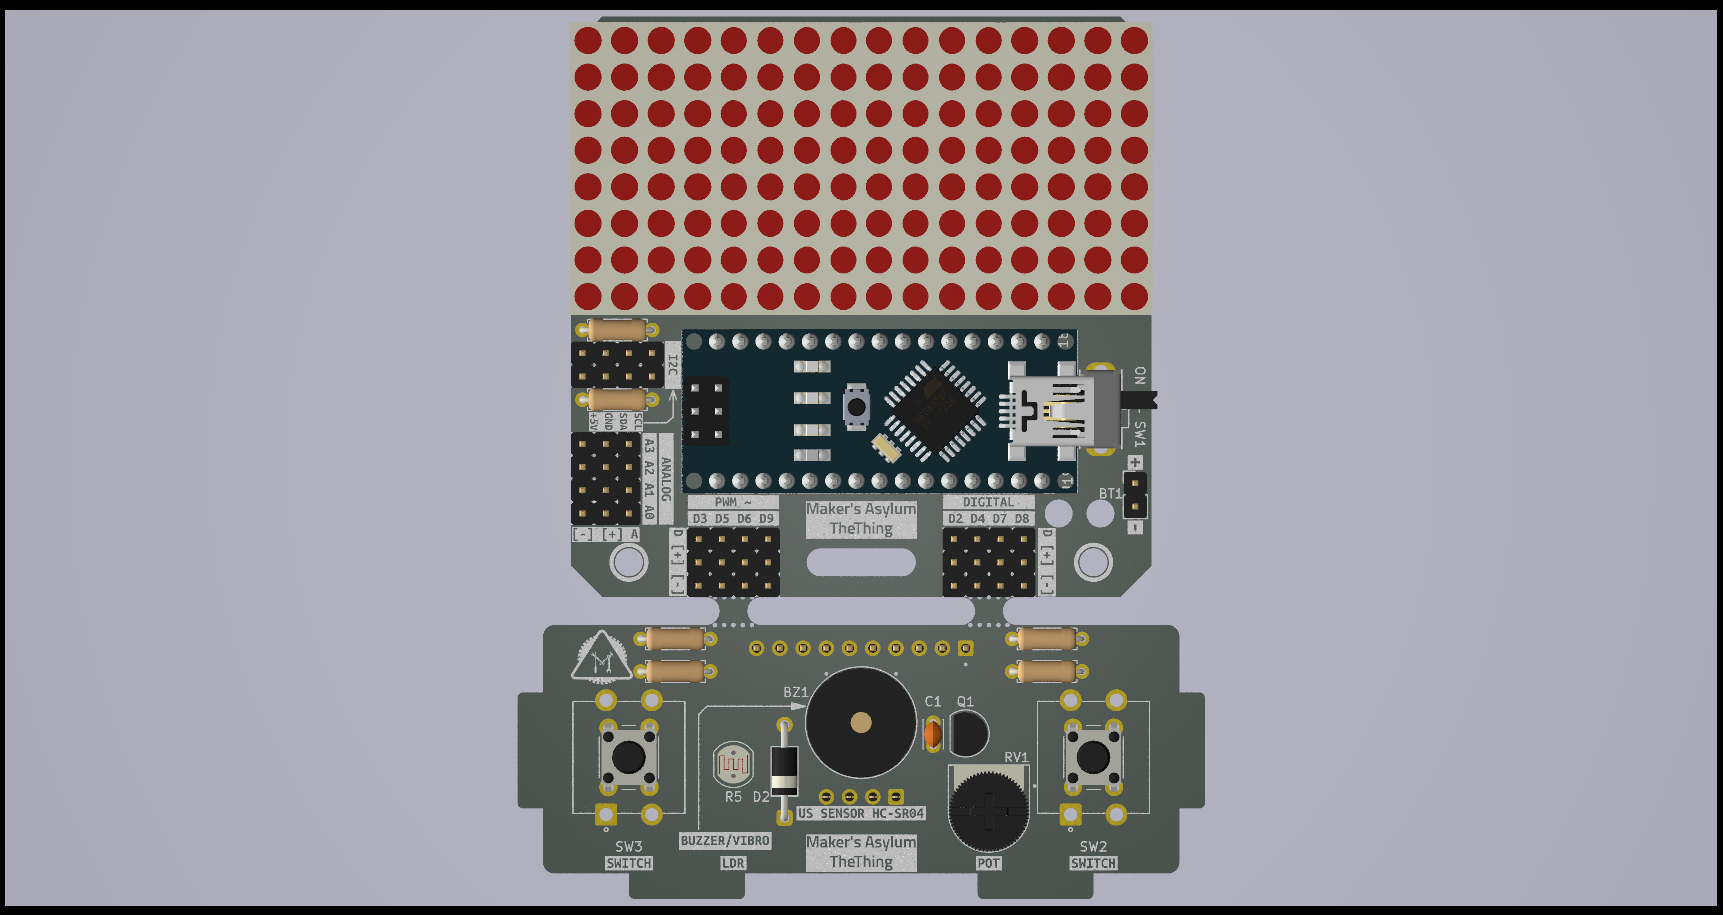 I2C
+5V GND SDA SCL
ON
SW1
+
BT1
-
A3 A2 A1 A0
ANALOG
[-] [+] A
PWM ~
D3 D5 D6 D9
D [+] [-]
Maker's Asylum
TheThing
DIGITAL
D2 D4 D7 D8
D [+] [-]
BZ1
C1
Q1
RV1
R5
D2
US SENSOR HC-SR04
BUZZER/VIBRO
SW3
SWITCH
LDR
Maker's Asylum
TheThing
POT
SW2
SWITCH